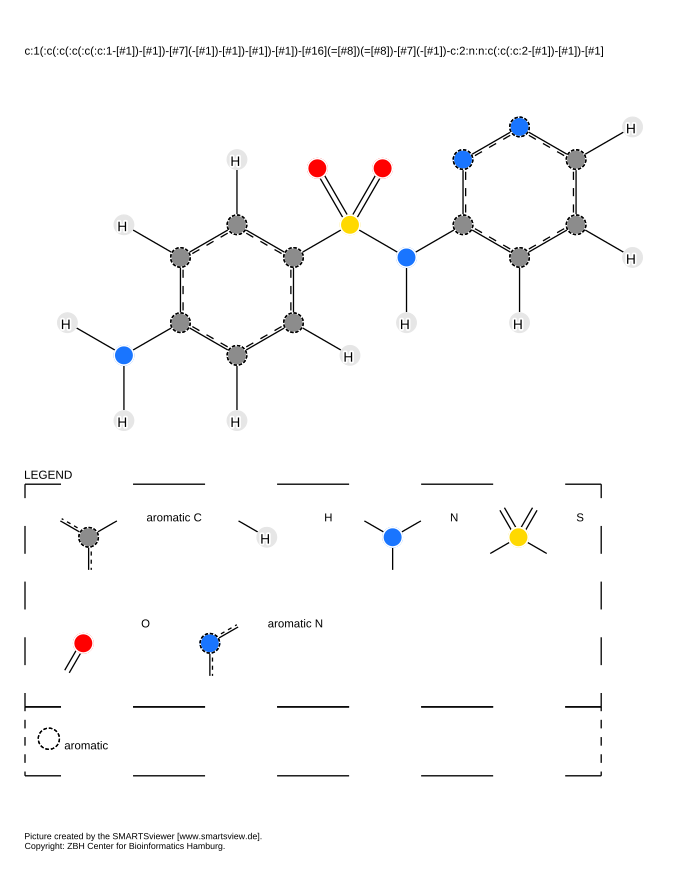 c:1(:c(:c(:c(:c(:c:1-[#1])-[#1])-[#7](-[#1])-[#1])-[#1])-[#1])-[#16](=[#8])(=[#8])-[#7](-[#1])-c:2:n:n:c(:c(:c:2-[#1])-[#1])-[#1]
H
H
H
H
H
H
H
H
H
H
H
H
LEGEND
aromatic C
H
H
N
S
O
aromatic N
aromatic
Picture created by the SMARTSviewer [www.smartsview.de].
Copyright: ZBH Center for Bioinformatics Hamburg.